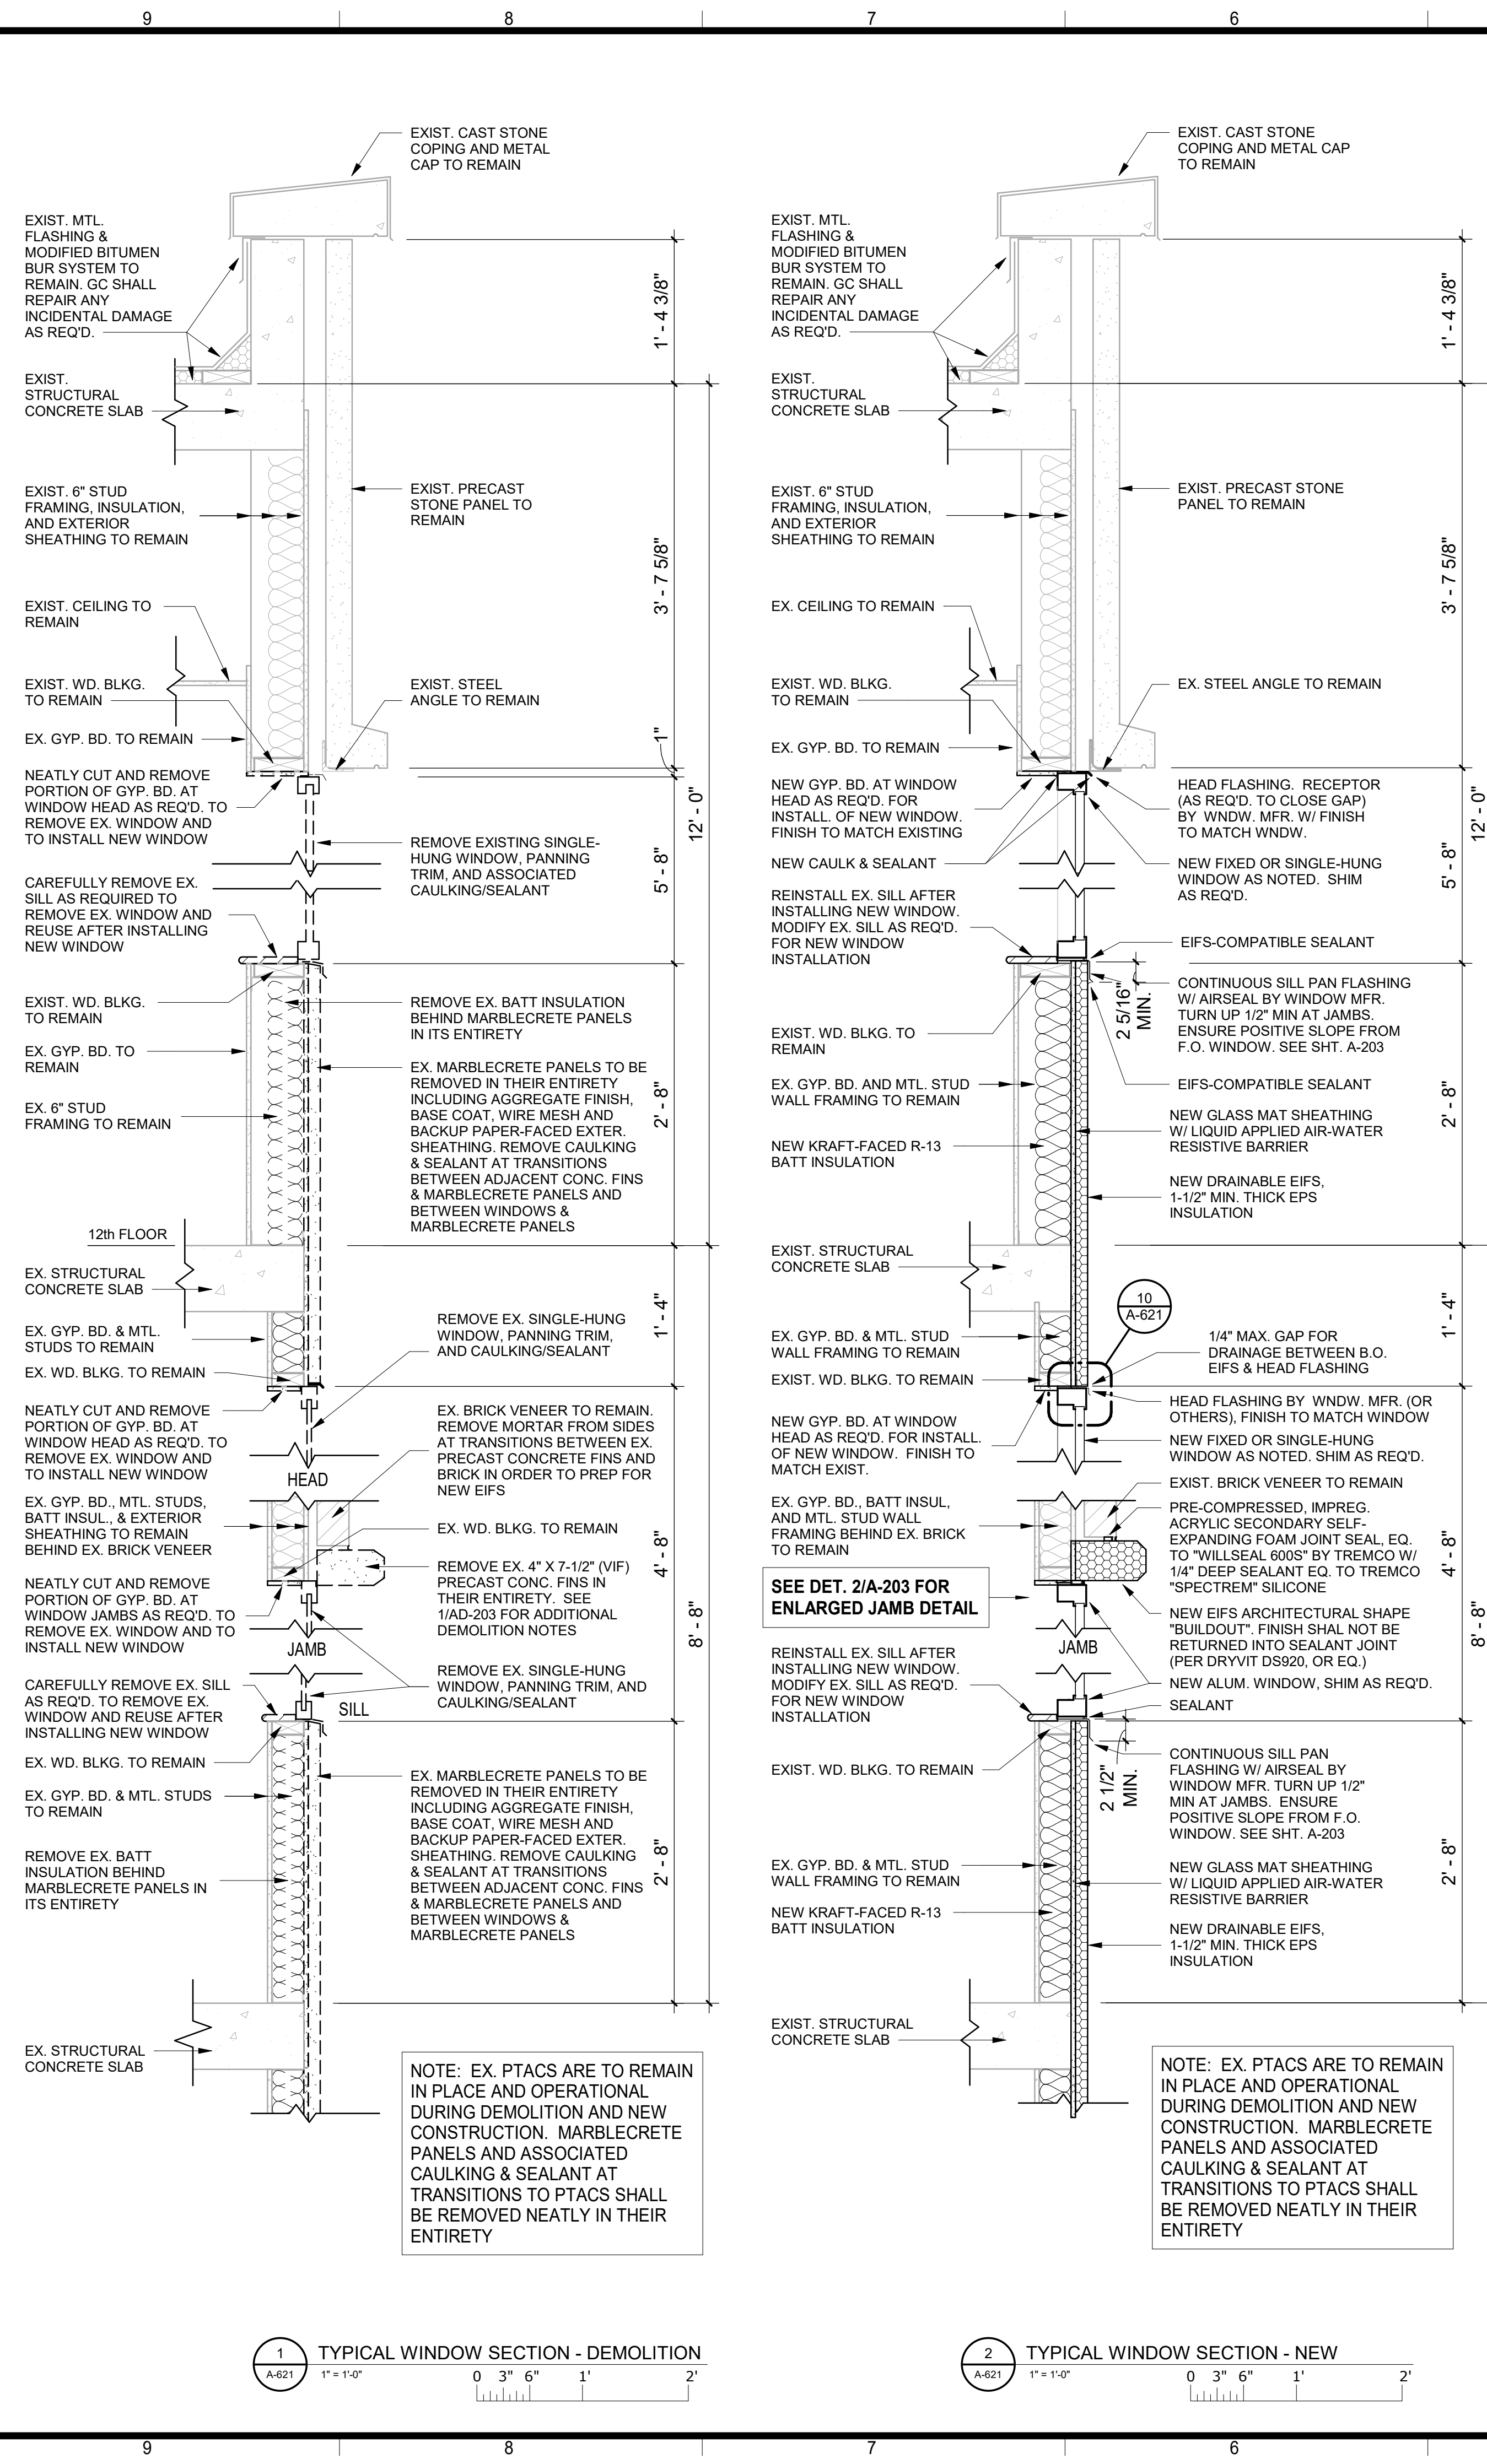 9
8
7
6
EXIST. CAST STONE
COPING AND METAL
CAP TO REMAIN
EXIST. MTL.
FLASHING &
MODIFIED BITUMEN
BUR SYSTEM TO
REMAIN. GC SHALL
REPAIR ANY
INCIDENTAL DAMAGE
AS REQ'D.
EXIST.
STRUCTURAL
CONCRETE SLAB
EXIST. 6" STUD
FRAMING, INSULATION,
AND EXTERIOR
SHEATHING TO REMAIN
EXIST. PRECAST
STONE PANEL TO
REMAIN
EXIST. CEILING TO
REMAIN
EXIST. WD. BLKG.
TO REMAIN
EXIST. STEEL
ANGLE TO REMAIN
EX. GYP. BD. TO REMAIN
NEATLY CUT AND REMOVE
PORTION OF GYP. BD. AT
WINDOW HEAD AS REQ'D. TO
REMOVE EX. WINDOW AND
TO INSTALL NEW WINDOW
REMOVE EXISTING SINGLE-
HUNG WINDOW, PANNING
TRIM, AND ASSOCIATED
CAULKING/SEALANT
CAREFULLY REMOVE EX.
SILL AS REQUIRED TO
REMOVE EX. WINDOW AND
REUSE AFTER INSTALLING
NEW WINDOW
EXIST. WD. BLKG.
TO REMAIN
REMOVE EX. BATT INSULATION
BEHIND MARBLECRETE PANELS
IN ITS ENTIRETY
EX. GYP. BD. TO
REMAIN
EX. MARBLECRETE PANELS TO BE
REMOVED IN THEIR ENTIRETY
INCLUDING AGGREGATE FINISH,
BASE COAT, WIRE MESH AND
BACKUP PAPER-FACED EXTER.
SHEATHING. REMOVE CAULKING
& SEALANT AT TRANSITIONS
BETWEEN ADJACENT CONC. FINS
& MARBLECRETE PANELS AND
BETWEEN WINDOWS &
MARBLECRETE PANELS
EX. 6" STUD
FRAMING TO REMAIN
12th FLOOR
EX. STRUCTURAL
CONCRETE SLAB
EX. GYP. BD. & MTL.
STUDS TO REMAIN
REMOVE EX. SINGLE-HUNG
WINDOW, PANNING TRIM,
AND CAULKING/SEALANT
EX. WD. BLKG. TO REMAIN
NEATLY CUT AND REMOVE
PORTION OF GYP. BD. AT
WINDOW HEAD AS REQ'D. TO
REMOVE EX. WINDOW AND
TO INSTALL NEW WINDOW
HEAD
EX. BRICK VENEER TO REMAIN.
REMOVE MORTAR FROM SIDES
AT TRANSITIONS BETWEEN EX.
PRECAST CONCRETE FINS AND
BRICK IN ORDER TO PREP FOR
NEW EIFS
EX. GYP. BD., MTL. STUDS,
BATT INSUL., & EXTERIOR
SHEATHING TO REMAIN
BEHIND EX. BRICK VENEER
EX. WD. BLKG. TO REMAIN
REMOVE EX. 4" X 7-1/2" (VIF)
PRECAST CONC. FINS IN
THEIR ENTIRETY. SEE
1/AD-203 FOR ADDITIONAL
DEMOLITION NOTES
NEATLY CUT AND REMOVE
PORTION OF GYP. BD. AT
WINDOW JAMBS AS REQ'D. TO
REMOVE EX. WINDOW AND TO
INSTALL NEW WINDOW
JAMB
REMOVE EX. SINGLE-HUNG
WINDOW, PANNING TRIM, AND
CAULKING/SEALANT
CAREFULLY REMOVE EX. SILL
AS REQ'D. TO REMOVE EX.
WINDOW AND REUSE AFTER
INSTALLING NEW WINDOW
SILL
EX. WD. BLKG. TO REMAIN
EX. GYP. BD. & MTL. STUDS
TO REMAIN
EX. MARBLECRETE PANELS TO BE
REMOVED IN THEIR ENTIRETY
INCLUDING AGGREGATE FINISH,
BASE COAT, WIRE MESH AND
BACKUP PAPER-FACED EXTER.
SHEATHING. REMOVE CAULKING
& SEALANT AT TRANSITIONS
BETWEEN ADJACENT CONC. FINS
& MARBLECRETE PANELS AND
BETWEEN WINDOWS &
MARBLECRETE PANELS
REMOVE EX. BATT
INSULATION BEHIND
MARBLECRETE PANELS IN
ITS ENTIRETY
EX. STRUCTURAL
CONCRETE SLAB
NOTE: EX. PTACS ARE TO REMAIN
IN PLACE AND OPERATIONAL
DURING DEMOLITION AND NEW
CONSTRUCTION. MARBLECRETE
PANELS AND ASSOCIATED
CAULKING & SEALANT AT
TRANSITIONS TO PTACS SHALL
BE REMOVED NEATLY IN THEIR
ENTIRETY
1' - 4 3/8"
3' - 7 5/8"
1"
12' - 0"
5' - 8"
2' - 8"
1' - 4"
4' - 8"
8' - 8"
2' - 8"
1
A-621
TYPICAL WINDOW SECTION - DEMOLITION
1" = 1'-0"
0 3" 6" 1' 2'
EXIST. CAST STONE
COPING AND METAL CAP
TO REMAIN
EXIST. MTL.
FLASHING &
MODIFIED BITUMEN
BUR SYSTEM TO
REMAIN. GC SHALL
REPAIR ANY
INCIDENTAL DAMAGE
AS REQ'D.
EXIST.
STRUCTURAL
CONCRETE SLAB
EXIST. 6" STUD
FRAMING, INSULATION,
AND EXTERIOR
SHEATHING TO REMAIN
EXIST. PRECAST STONE
PANEL TO REMAIN
EX. CEILING TO REMAIN
EXIST. WD. BLKG.
TO REMAIN
EX. STEEL ANGLE TO REMAIN
EX. GYP. BD. TO REMAIN
NEW GYP. BD. AT WINDOW
HEAD AS REQ'D. FOR
INSTALL. OF NEW WINDOW.
FINISH TO MATCH EXISTING
HEAD FLASHING. RECEPTOR
(AS REQ'D. TO CLOSE GAP)
BY WNDW. MFR. W/ FINISH
TO MATCH WNDW.
NEW CAULK & SEALANT
NEW FIXED OR SINGLE-HUNG
WINDOW AS NOTED. SHIM
AS REQ'D.
REINSTALL EX. SILL AFTER
INSTALLING NEW WINDOW.
MODIFY EX. SILL AS REQ'D.
FOR NEW WINDOW
INSTALLATION
EIFS-COMPATIBLE SEALANT
CONTINUOUS SILL PAN FLASHING
W/ AIRSEAL BY WINDOW MFR.
TURN UP 1/2" MIN AT JAMBS.
ENSURE POSITIVE SLOPE FROM
F.O. WINDOW. SEE SHT. A-203
2 5/16"
MIN.
EXIST. WD. BLKG. TO
REMAIN
EIFS-COMPATIBLE SEALANT
EX. GYP. BD. AND MTL. STUD
WALL FRAMING TO REMAIN
NEW GLASS MAT SHEATHING
W/ LIQUID APPLIED AIR-WATER
RESISTIVE BARRIER
NEW KRAFT-FACED R-13
BATT INSULATION
NEW DRAINABLE EIFS,
1-1/2" MIN. THICK EPS
INSULATION
EXIST. STRUCTURAL
CONCRETE SLAB
10
A-621
EX. GYP. BD. & MTL. STUD
WALL FRAMING TO REMAIN
1/4" MAX. GAP FOR
DRAINAGE BETWEEN B.O.
EIFS & HEAD FLASHING
EXIST. WD. BLKG. TO REMAIN
HEAD FLASHING BY WNDW. MFR. (OR
OTHERS), FINISH TO MATCH WINDOW
NEW GYP. BD. AT WINDOW
HEAD AS REQ'D. FOR INSTALL.
OF NEW WINDOW. FINISH TO
MATCH EXIST.
NEW FIXED OR SINGLE-HUNG
WINDOW AS NOTED. SHIM AS REQ'D.
EXIST. BRICK VENEER TO REMAIN
EX. GYP. BD., BATT INSUL,
AND MTL. STUD WALL
FRAMING BEHIND EX. BRICK
TO REMAIN
PRE-COMPRESSED, IMPREG.
ACRYLIC SECONDARY SELF-
EXPANDING FOAM JOINT SEAL, EQ.
TO "WILLSEAL 600S" BY TREMCO W/
1/4" DEEP SEALANT EQ. TO TREMCO
"SPECTREM" SILICONE
SEE DET. 2/A-203 FOR
ENLARGED JAMB DETAIL
NEW EIFS ARCHITECTURAL SHAPE
"BUILDOUT". FINISH SHAL NOT BE
RETURNED INTO SEALANT JOINT
(PER DRYVIT DS920, OR EQ.)
JAMB
REINSTALL EX. SILL AFTER
INSTALLING NEW WINDOW.
MODIFY EX. SILL AS REQ'D.
FOR NEW WINDOW
INSTALLATION
NEW ALUM. WINDOW, SHIM AS REQ'D.
SEALANT
2 1/2"
MIN.
EXIST. WD. BLKG. TO REMAIN
CONTINUOUS SILL PAN
FLASHING W/ AIRSEAL BY
WINDOW MFR. TURN UP 1/2"
MIN AT JAMBS. ENSURE
POSITIVE SLOPE FROM F.O.
WINDOW. SEE SHT. A-203
EX. GYP. BD. & MTL. STUD
WALL FRAMING TO REMAIN
NEW GLASS MAT SHEATHING
W/ LIQUID APPLIED AIR-WATER
RESISTIVE BARRIER
NEW KRAFT-FACED R-13
BATT INSULATION
NEW DRAINABLE EIFS,
1-1/2" MIN. THICK EPS
INSULATION
EXIST. STRUCTURAL
CONCRETE SLAB
NOTE: EX. PTACS ARE TO REMAIN
IN PLACE AND OPERATIONAL
DURING DEMOLITION AND NEW
CONSTRUCTION. MARBLECRETE
PANELS AND ASSOCIATED
CAULKING & SEALANT AT
TRANSITIONS TO PTACS SHALL
BE REMOVED NEATLY IN THEIR
ENTIRETY
1' - 4 3/8"
3' - 7 5/8"
12' - 0"
5' - 8"
2' - 8"
1' - 4"
4' - 8"
8' - 8"
2' - 8"
2
A-621
TYPICAL WINDOW SECTION - NEW
1" = 1'-0"
0 3" 6" 1' 2'
9
8
7
6